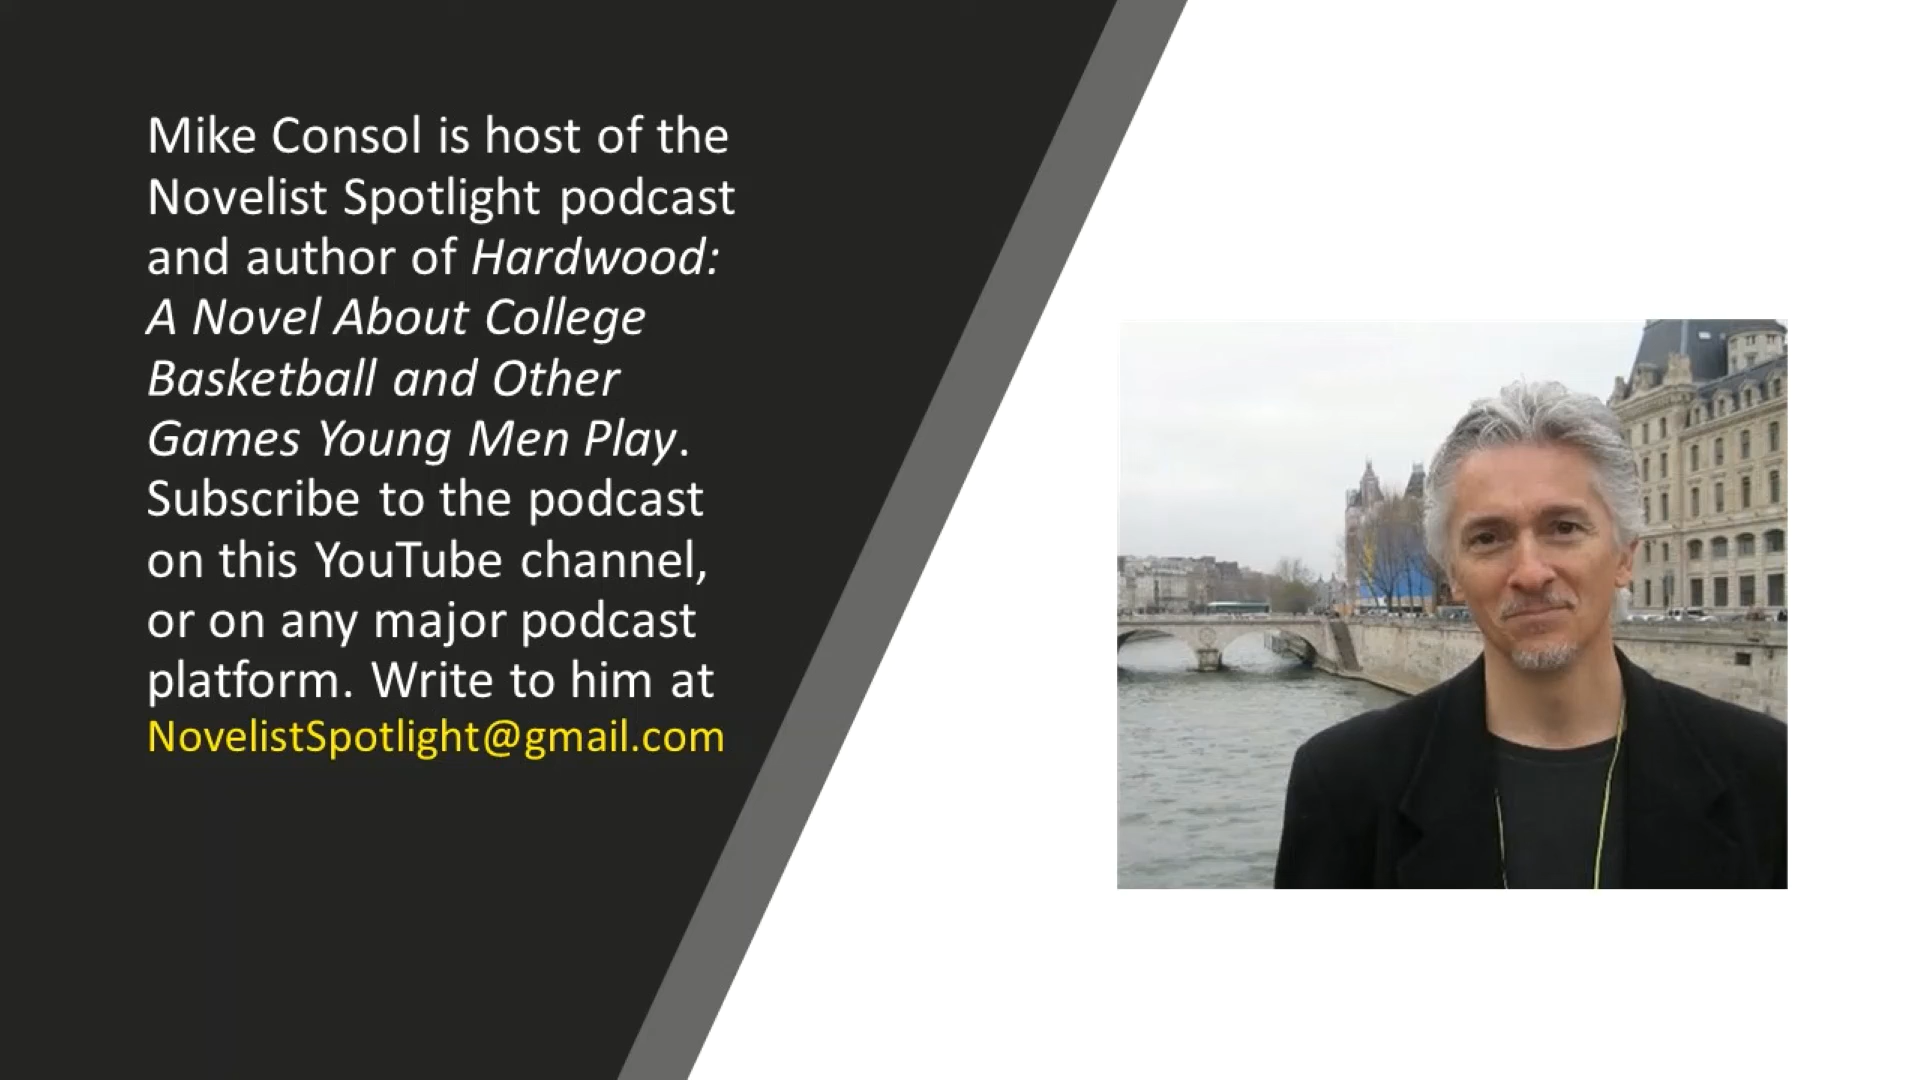 Mike Consol is host of the
Novelist Spotlight podcast
and author of Hardwood:
A Novel About College
Basketball and Other
Games Young Men Play.
Subscribe to the podcast
on this YouTube channel,
or on any major podcast
platform. Write to him at
NovelistSpotlight@gmail.com